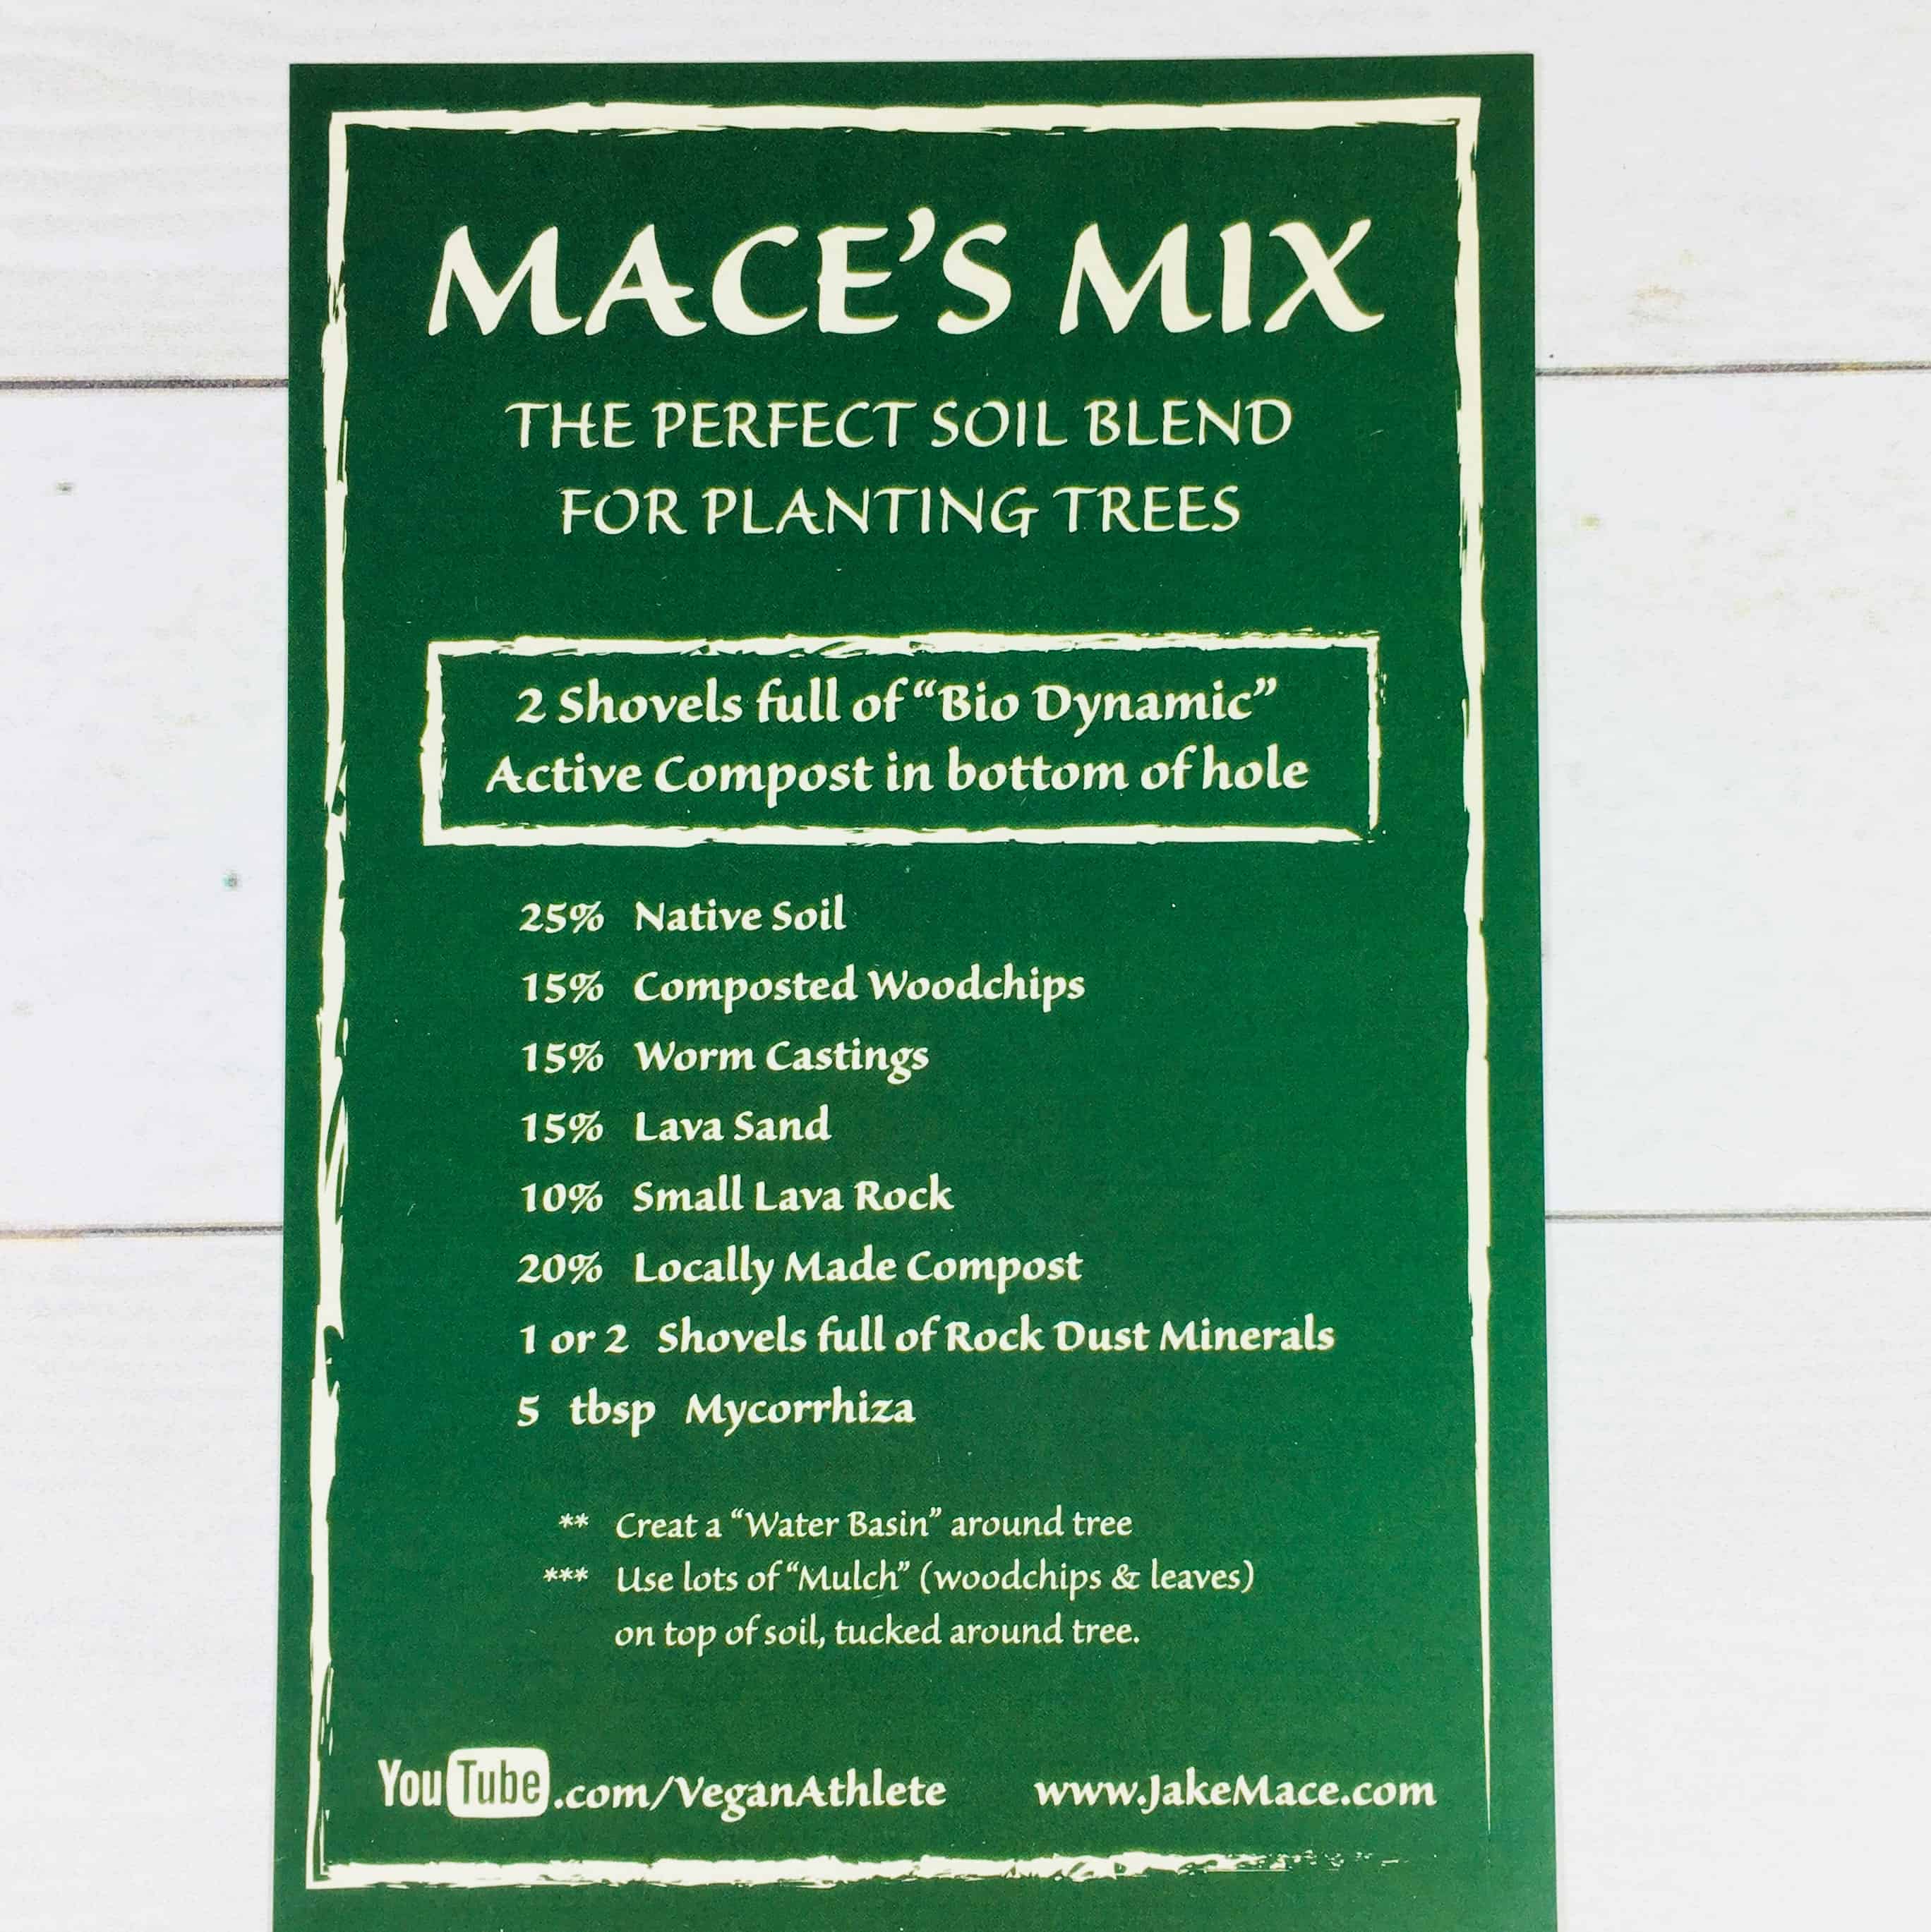 MACE'S MIX
THE PERFECT SOIL BLEND
FOR PLANTING TREES
2 Shovels full of “Bio Dynamic”
Active Compost in bottom of hole
25% Native Soil
15% Composted Woodchips
15% Worm Castings
15% Lava Sand
10% Small Lava Rock
20% Locally Made Compost
1 or 2 Shovels full of Rock Dust Minerals
5 tbsp Mycorrhiza
** Creat a “Water Basin” around tree
*** Use lots of “Mulch” (woodchips & leaves)
on top of soil, tucked around tree.
YouTube.com/VeganAthlete www.JakeMace.com